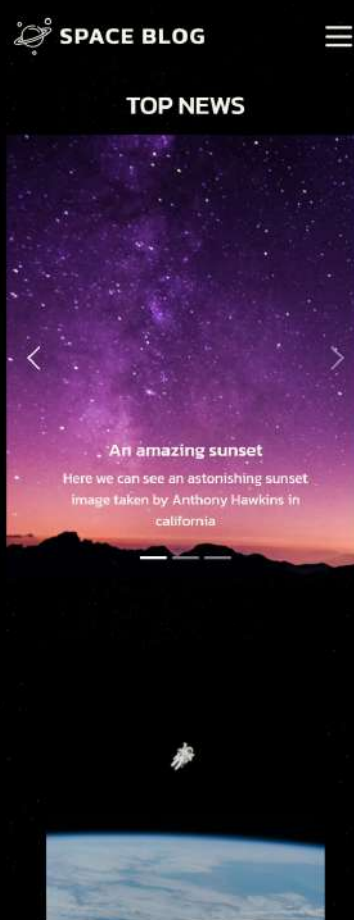 SPACE BLOG
TOP NEWS
An amazing sunset
Here we can see an astonishing sunset
image taken by Anthony Hawkins in
california